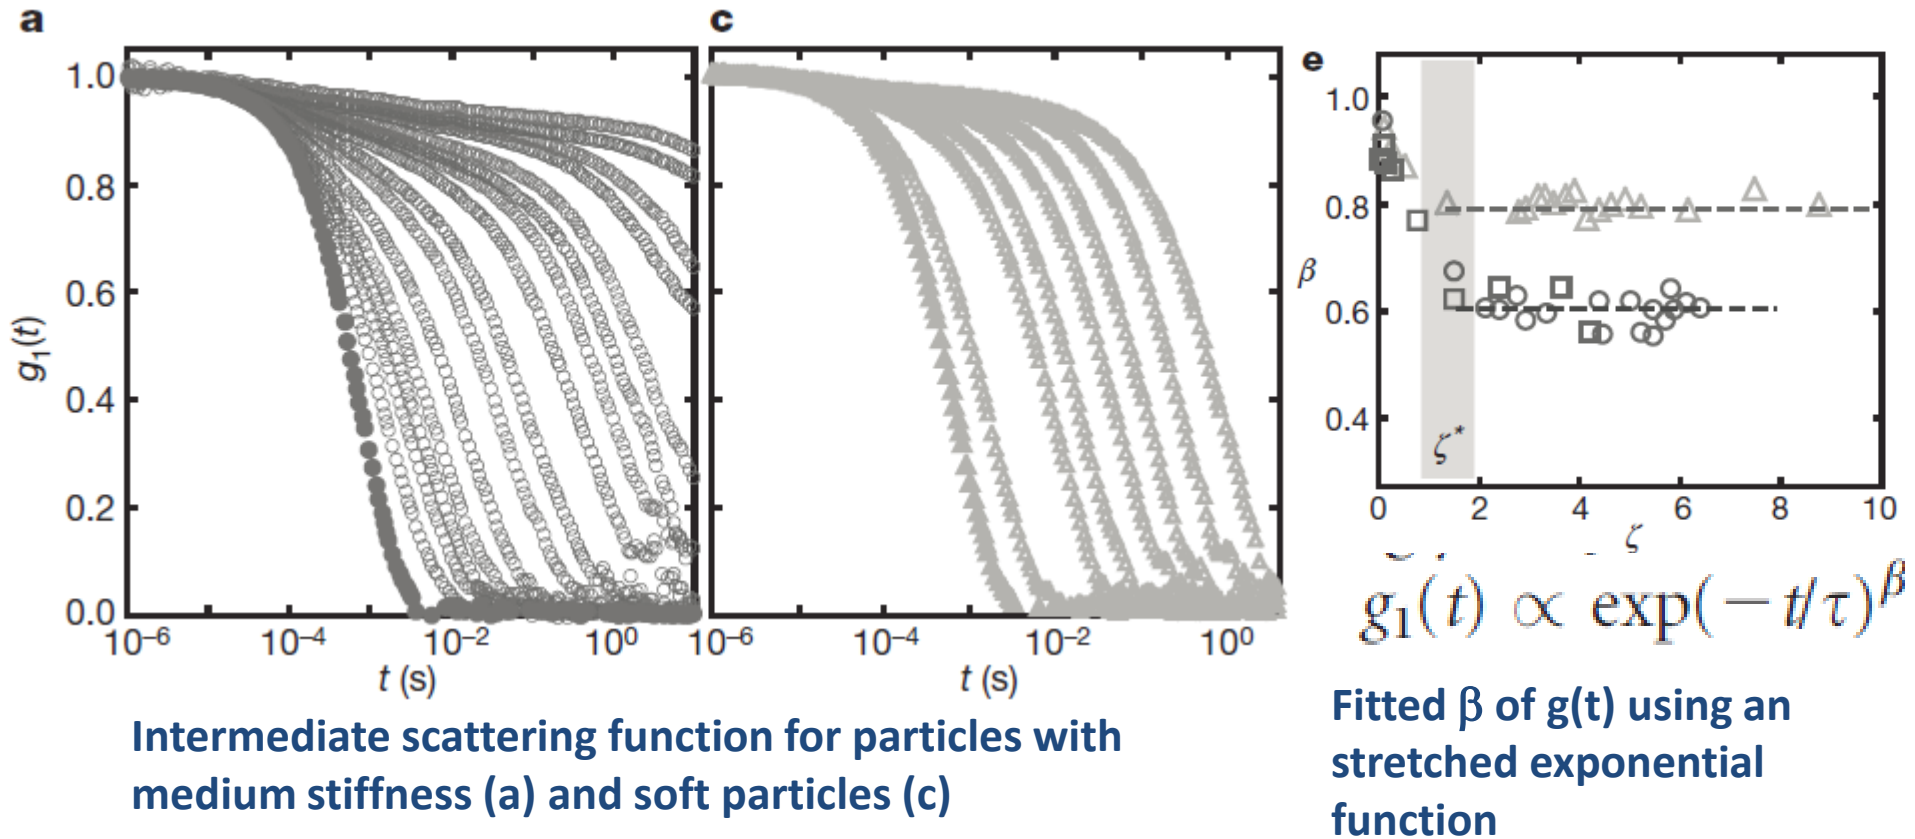 a
c
e
1.0
0.8
0.6
0.4
0.2
0.0
g₁(t)
10⁻⁶
10⁻⁴
10⁻²
10⁰
t (s)
10⁻⁶
10⁻⁴
10⁻²
10⁰
t (s)
1.0
0.8
β
0.6
0.4
ζ*
0
2
4
6
8
10
ζ
g₁(t) ∝ exp(−t/τ)^β
Intermediate scattering function for particles with
medium stiffness (a) and soft particles (c)
Fitted β of g(t) using an
stretched exponential
function